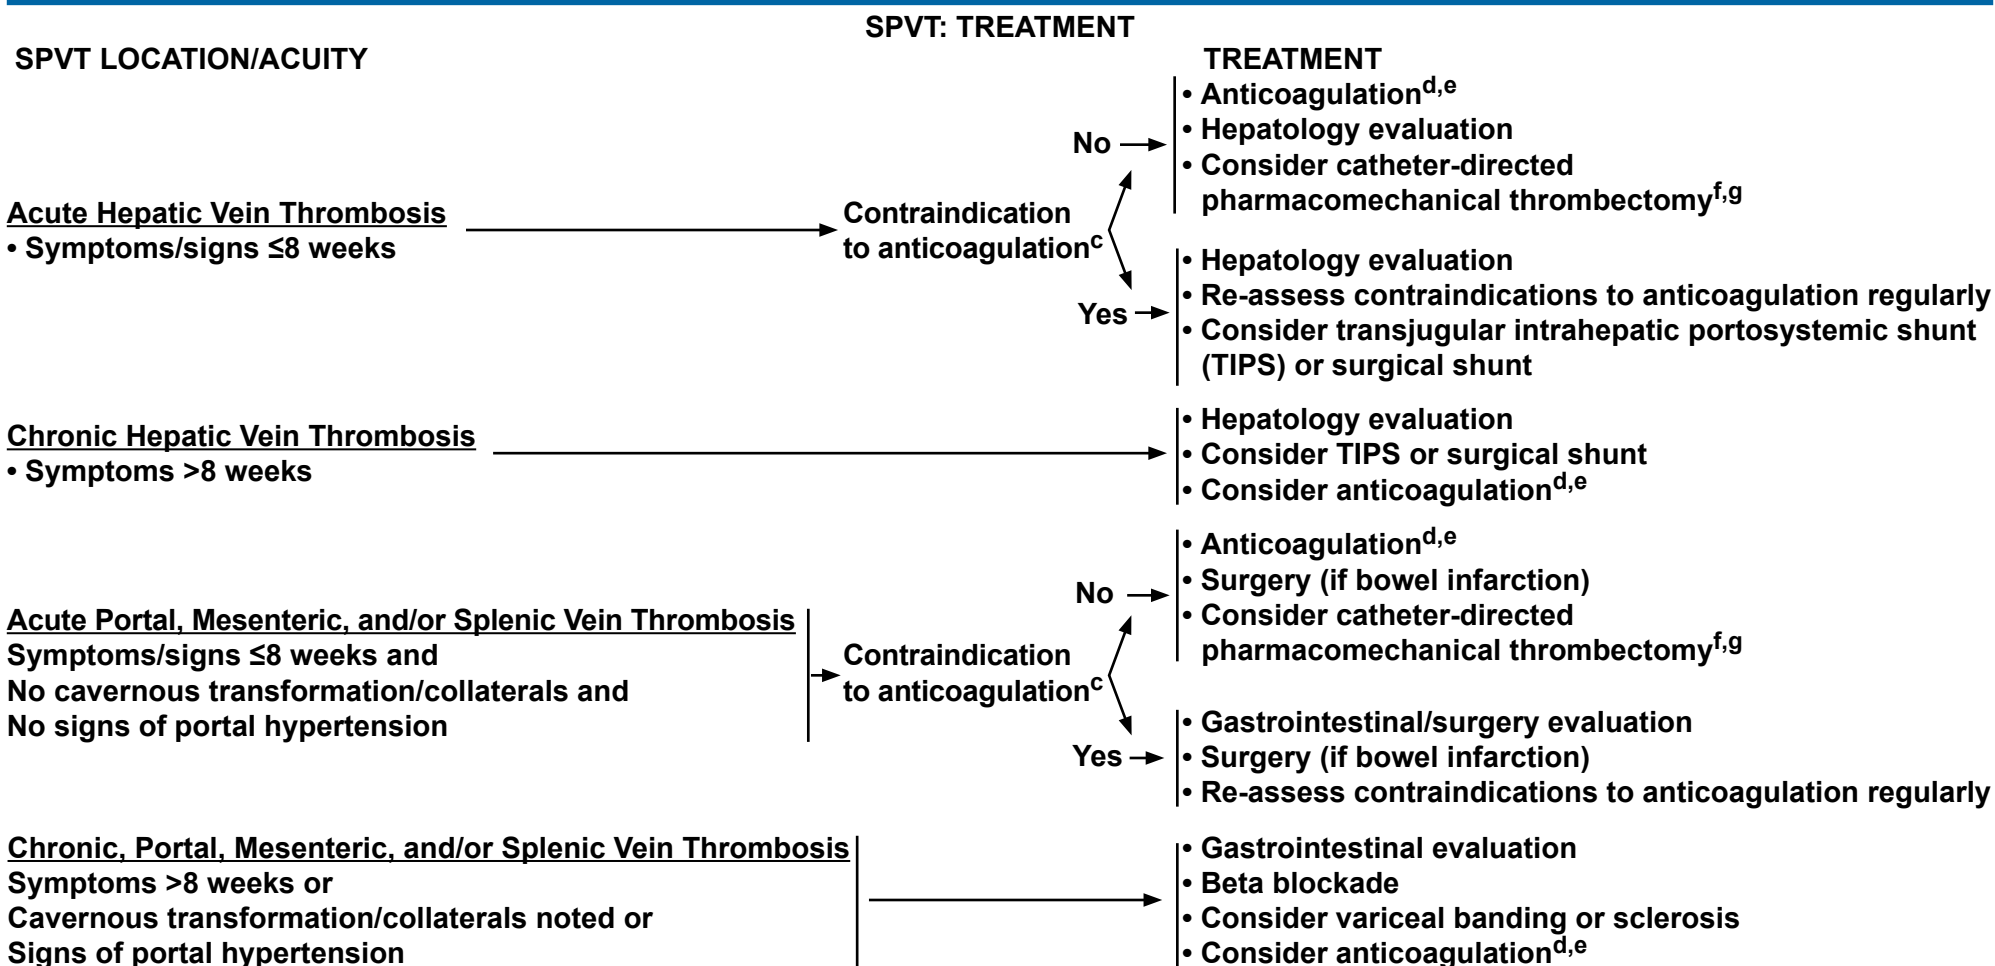 SPVT: TREATMENT
SPVT LOCATION/ACUITY
TREATMENT
Acute Hepatic Vein Thrombosis
• Symptoms/signs ≤8 weeks
Contraindication
to anticoagulationc
No
• Anticoagulationd,e
• Hepatology evaluation
• Consider catheter-directed
pharmacomechanical thrombectomyf,g
Yes
• Hepatology evaluation
• Re-assess contraindications to anticoagulation regularly
• Consider transjugular intrahepatic portosystemic shunt
(TIPS) or surgical shunt
Chronic Hepatic Vein Thrombosis
• Symptoms >8 weeks
• Hepatology evaluation
• Consider TIPS or surgical shunt
• Consider anticoagulationd,e
Acute Portal, Mesenteric, and/or Splenic Vein Thrombosis
Symptoms/signs ≤8 weeks and
No cavernous transformation/collaterals and
No signs of portal hypertension
Contraindication
to anticoagulationc
No
• Anticoagulationd,e
• Surgery (if bowel infarction)
• Consider catheter-directed
pharmacomechanical thrombectomyf,g
Yes
• Gastrointestinal/surgery evaluation
• Surgery (if bowel infarction)
• Re-assess contraindications to anticoagulation regularly
Chronic, Portal, Mesenteric, and/or Splenic Vein Thrombosis
Symptoms >8 weeks or
Cavernous transformation/collaterals noted or
Signs of portal hypertension
• Gastrointestinal evaluation
• Beta blockade
• Consider variceal banding or sclerosis
• Consider anticoagulationd,e